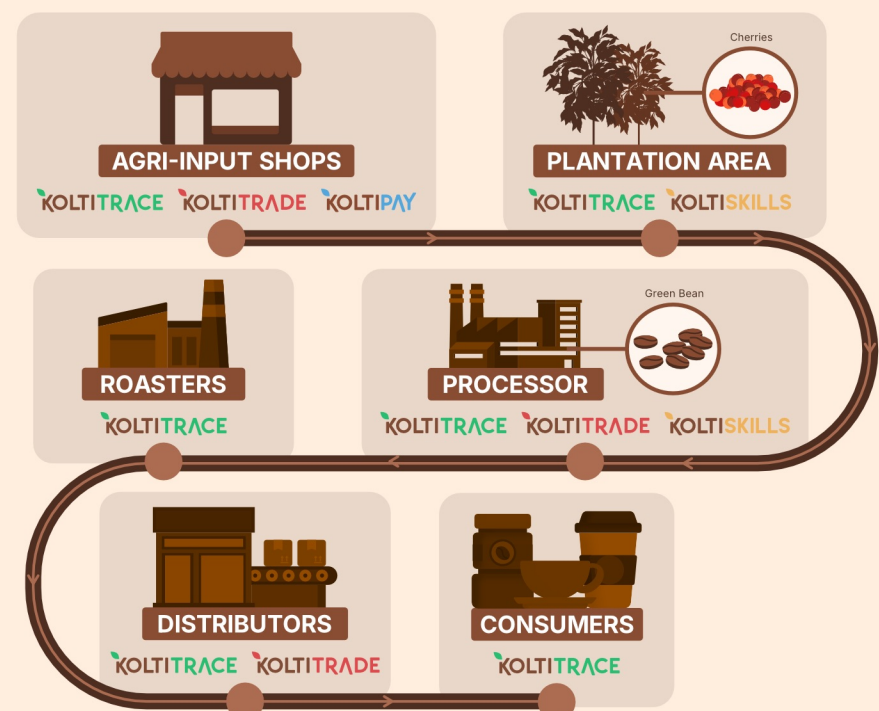 Cherries
AGRI-INPUT SHOPS
PLANTATION AREA
KOLTITRACE KOLTITRADE KOLTIPAY
KOLTITRACE KOLTISKILLS
Green Bean
ROASTERS
PROCESSOR
KOLTITRACE
KOLTITRACE KOLTITRADE KOLTISKILLS
DISTRIBUTORS
CONSUMERS
KOLTITRACE KOLTITRADE
KOLTITRACE